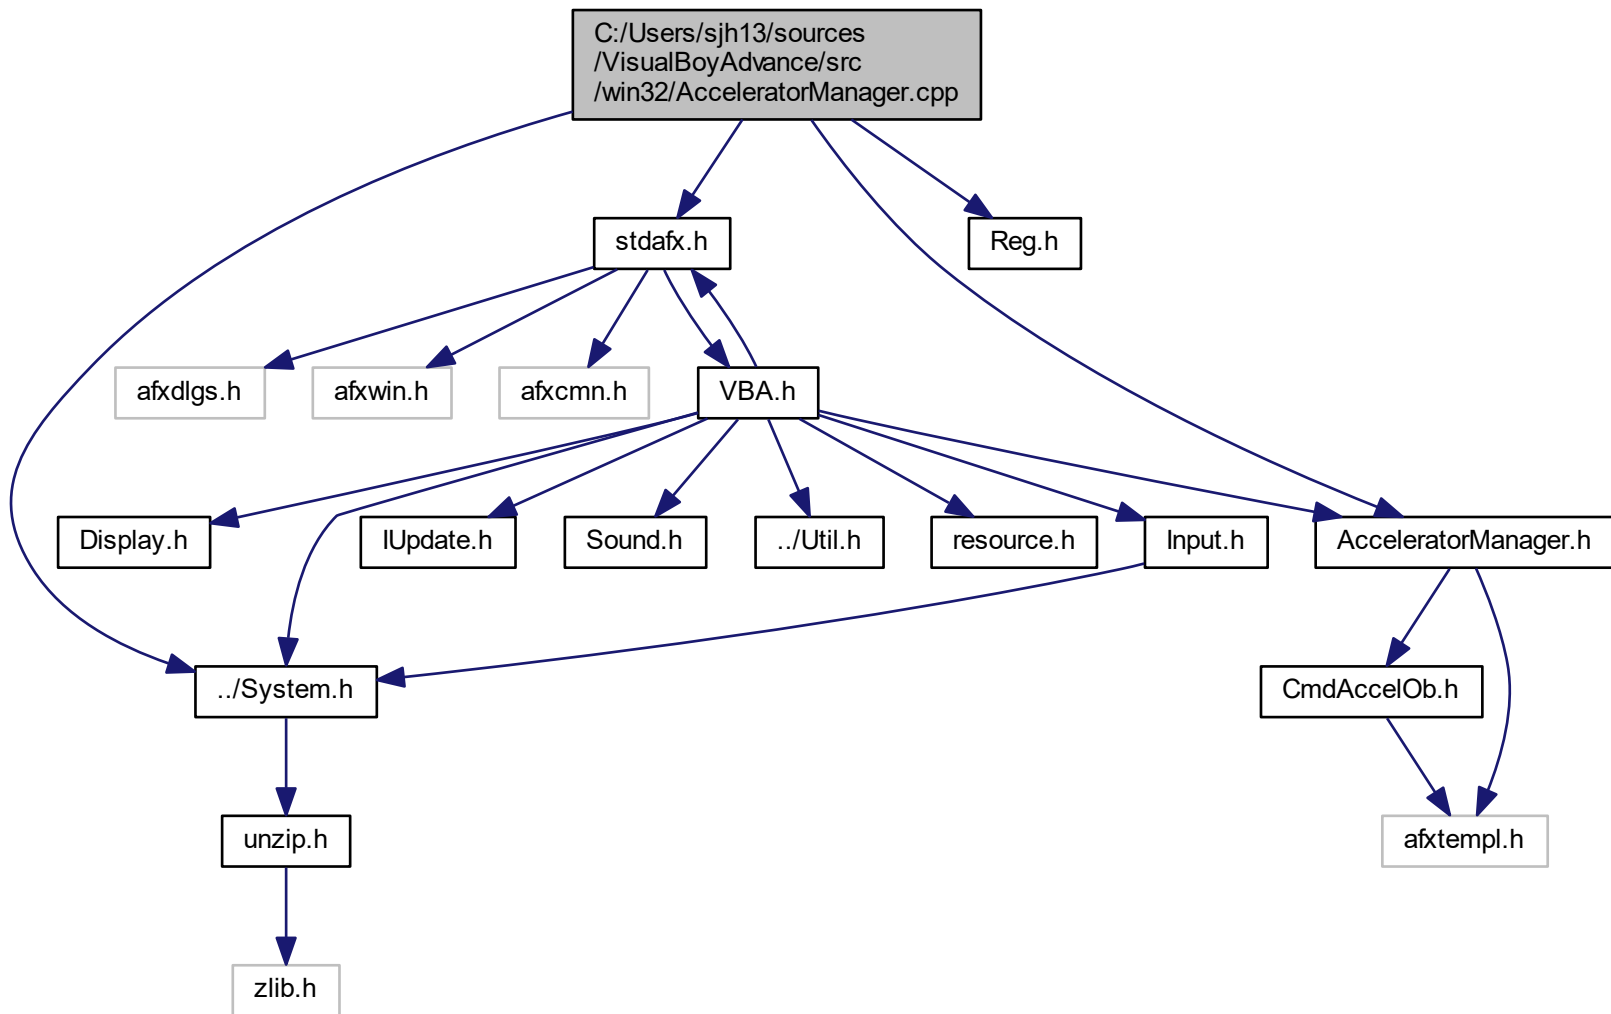 C:/Users/sjh13/sources
/VisualBoyAdvance/src
/win32/AcceleratorManager.cpp
stdafx.h
Reg.h
afxdlgs.h
afxwin.h
afxcmn.h
VBA.h
Display.h
IUpdate.h
Sound.h
../Util.h
resource.h
Input.h
AcceleratorManager.h
../System.h
CmdAccelOb.h
unzip.h
afxtempl.h
zlib.h